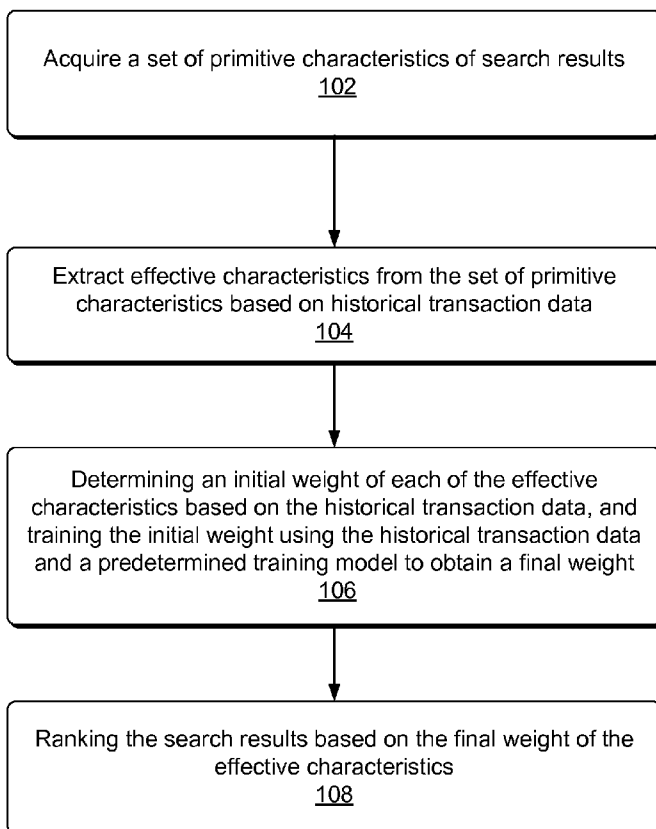 Acquire a set of primitive characteristics of search results
102
Extract effective characteristics from the set of primitive
characteristics based on historical transaction data
104
Determining an initial weight of each of the effective
characteristics based on the historical transaction data, and
training the initial weight using the historical transaction data
and a predetermined training model to obtain a final weight
106
Ranking the search results based on the final weight of the
effective characteristics
108